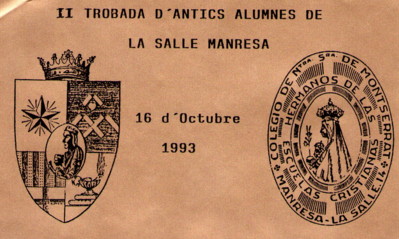 II TROBADA D´ANTICS ALUMNES DE
LA SALLE MANRESA
16 d´Octubre
1993
COLEGIO DE Ntra. Sra. DE MONTSERRAT
HERMANOS DE LAS
ESCUELAS CRISTIANAS
MANRESA-LA SALLE